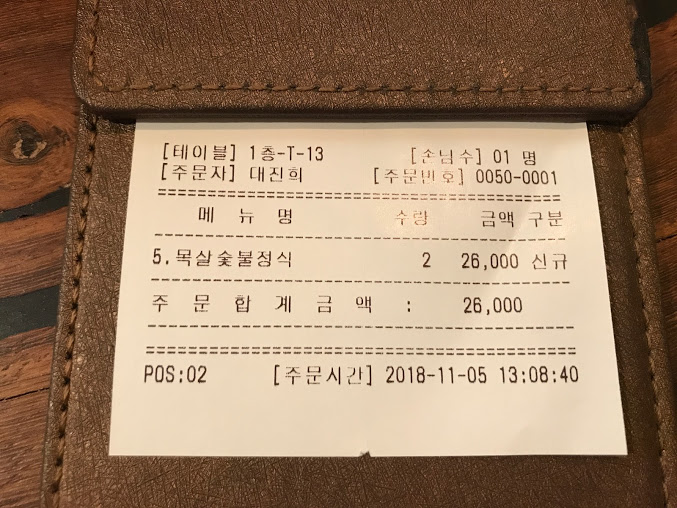 [테이블] 1층-T-13 [손님수] 01 명
[주문자] 대진희 [주문번호] 0050-0001
메 뉴 명 수량 금액 구분
5.목살숯불정식 2 26,000 신규
주 문 합 계 금 액 : 26,000
POS:02 [주문시간] 2018-11-05 13:08:40